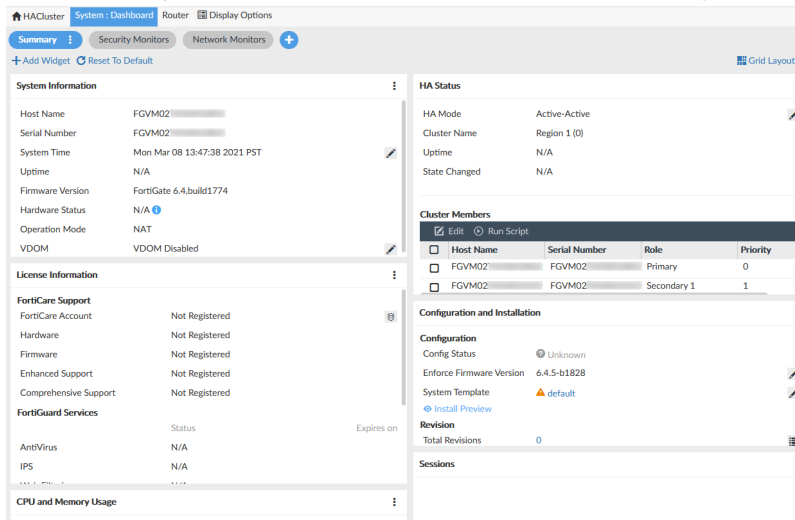 HACluster System : Dashboard Router Display Options
Summary Security Monitors Network Monitors
Add Widget Reset To Default Grid Layout
System Information
Host Name FGVM02
Serial Number FGVM02
System Time Mon Mar 08 13:47:38 2021 PST
Uptime N/A
Firmware Version FortiGate 6.4,build1774
Hardware Status N/A
Operation Mode NAT
VDOM VDOM Disabled
License Information
FortiCare Support
FortiCare Account Not Registered
Hardware Not Registered
Firmware Not Registered
Enhanced Support Not Registered
Comprehensive Support Not Registered
FortiGuard Services
Status Expires on
AntiVirus N/A
IPS N/A
CPU and Memory Usage
HA Status
HA Mode Active-Active
Cluster Name Region 1 (0)
Uptime N/A
State Changed N/A
Cluster Members
Edit Run Script
Host Name Serial Number Role Priority
FGVM02 FGVM02 Primary 0
FGVM02 FGVM02 Secondary 1 1
Configuration and Installation
Configuration
Config Status Unknown
Enforce Firmware Version 6.4.5-b1828
System Template default
Install Preview
Revision
Total Revisions 0
Sessions